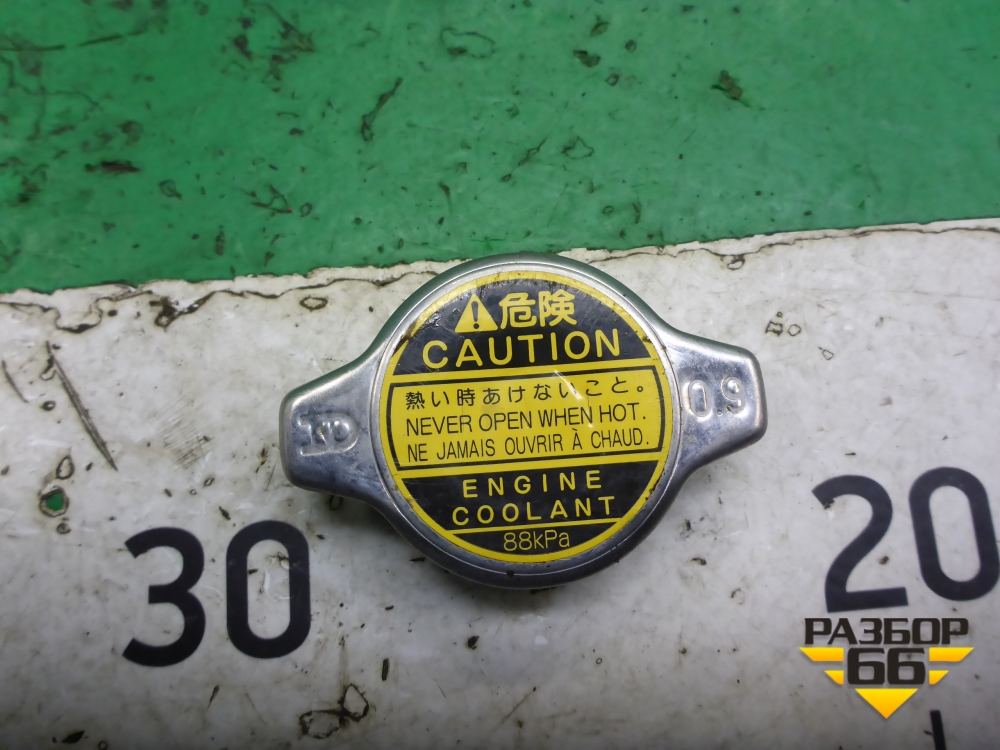 危険
CAUTION
熱い時あけないこと。
NEVER OPEN WHEN HOT.
NE JAMAIS OUVRIR À CHAUD.
ENGINE
COOLANT
88kPa
0.9
30
20
РАЗБОР
66